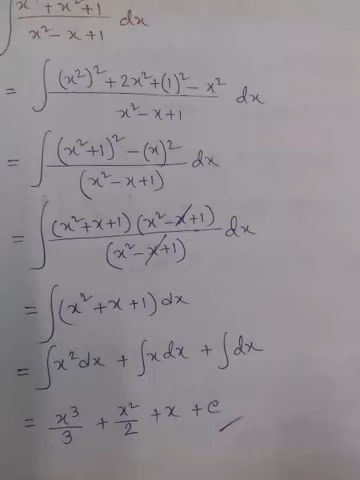 ∫ x⁴ + x² + 1 / x² − x + 1 dx
= ∫ (x²)² + 2x² + (1)² − x² / x² − x + 1 dx
= ∫ (x² + 1)² − (x)² / (x² − x + 1) dx
= ∫ (x² + x + 1) (x² − x + 1) / (x² − x + 1) dx
= ∫ (x² + x + 1) dx
= ∫ x² dx + ∫ x dx + ∫ dx
= x³/3 + x²/2 + x + c